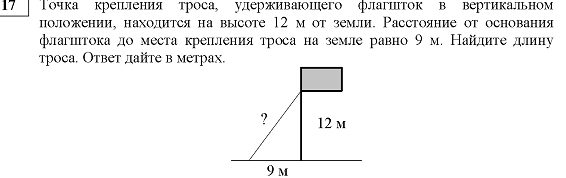 17 Точка крепления троса, удерживающего флагшток в вертикальном
положении, находится на высоте 12 м от земли. Расстояние от основания
флагштока до места крепления троса на земле равно 9 м. Найдите длину
троса. Ответ дайте в метрах.
?
12 м
9 м